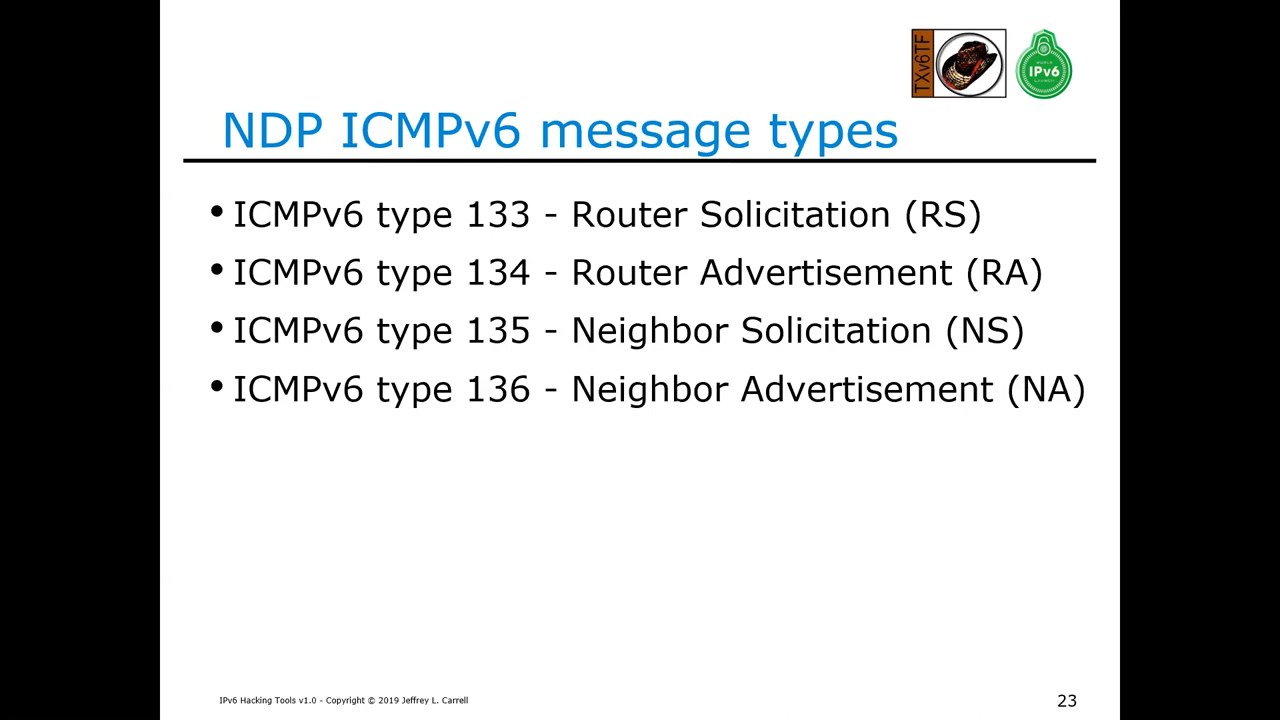 TXv6TF
WORLD
IPv6
LAUNCH
NDP ICMPv6 message types
• ICMPv6 type 133 - Router Solicitation (RS)
• ICMPv6 type 134 - Router Advertisement (RA)
• ICMPv6 type 135 - Neighbor Solicitation (NS)
• ICMPv6 type 136 - Neighbor Advertisement (NA)
IPv6 Hacking Tools v1.0 - Copyright © 2019 Jeffrey L. Carrell
23